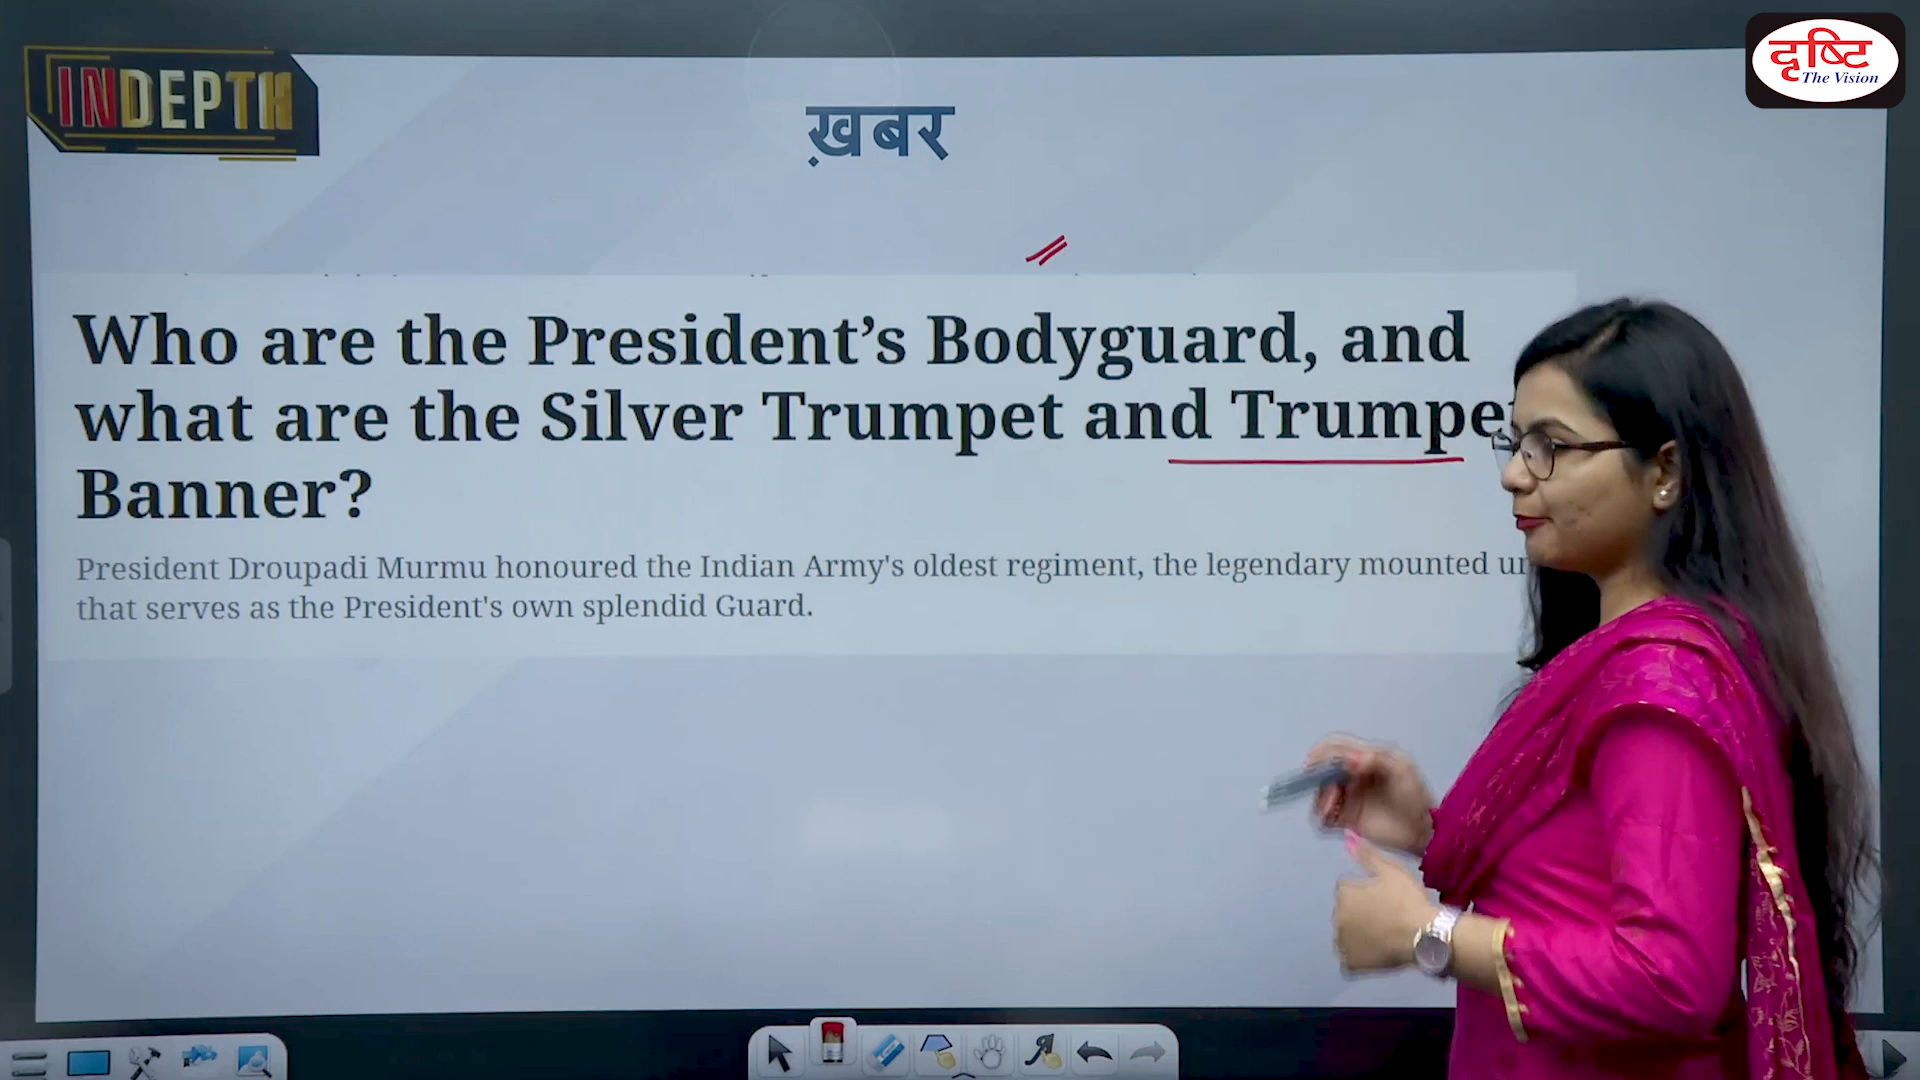 INDEPTH
दृष्टि
The Vision
ख़बर
Who are the President’s Bodyguard, and
what are the Silver Trumpet and Trumpet
Banner?
President Droupadi Murmu honoured the Indian Army's oldest regiment, the legendary mounted
that serves as the President's own splendid Guard.